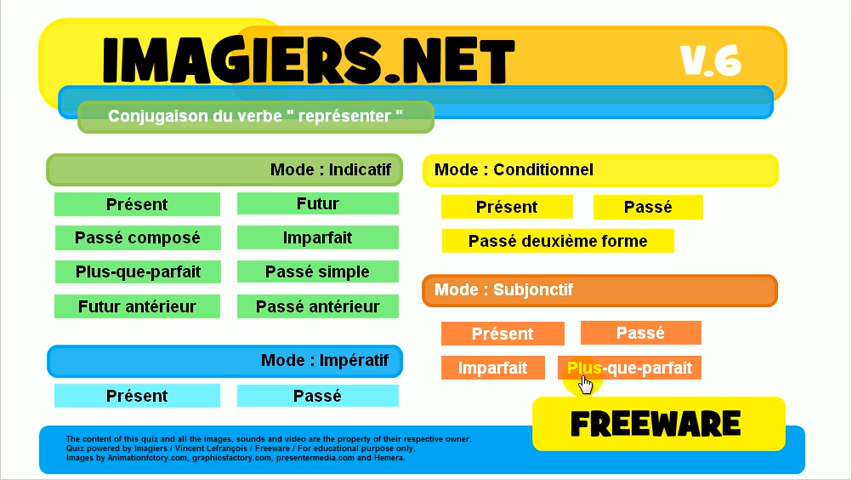 IMAGIERS.NET
V.6
Conjugaison du verbe " représenter "
Mode : Indicatif
Présent
Futur
Passé composé
Imparfait
Plus-que-parfait
Passé simple
Futur antérieur
Passé antérieur
Mode : Impératif
Présent
Passé
Mode : Conditionnel
Présent
Passé
Passé deuxième forme
Mode : Subjonctif
Présent
Passé
Imparfait
Plus-que-parfait
FREEWARE
The content of this quiz and all the images, sounds and video are the property of their respective owner.
Quiz powered by Imagiers / Vincent Lefrançois / Freeware / For educational purpose only.
Images by Animationfctory.com, graphicsfactory.com, presentermedia.com and Hemera.